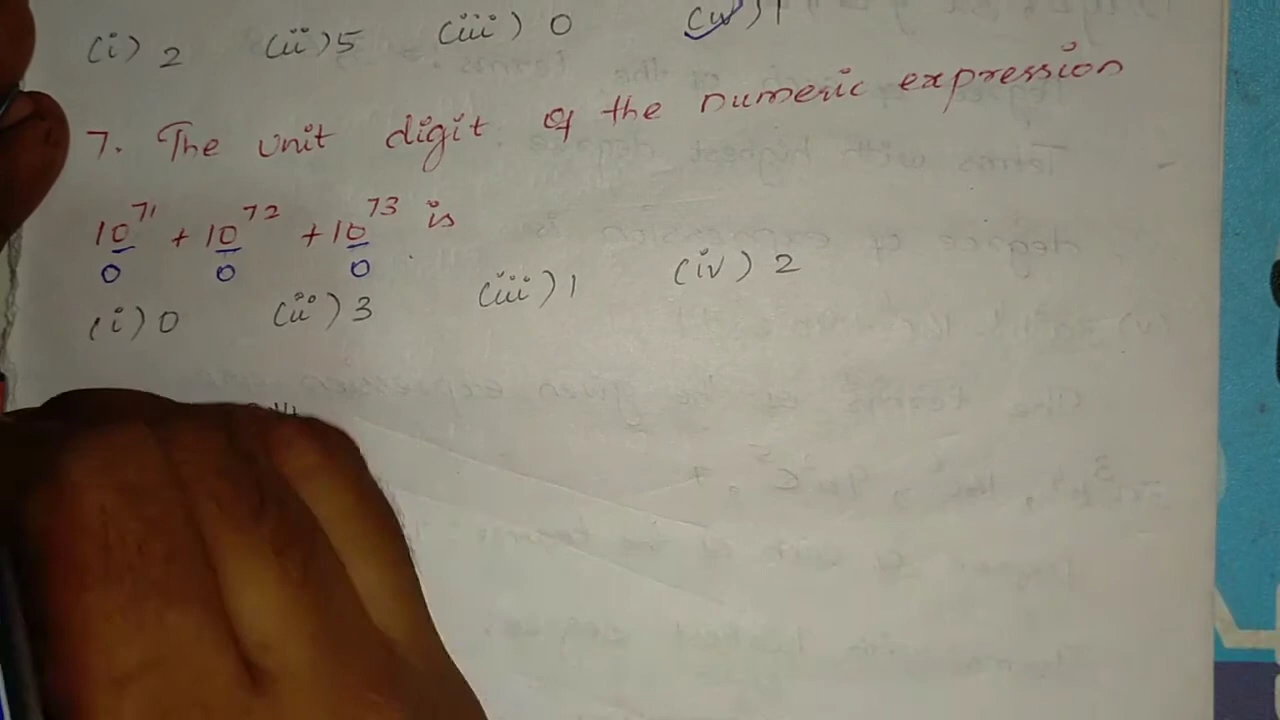 (i) 2 (ii) 5 (iii) 0 (iv) 1
7. The unit digit of the numeric expression
10^71 + 10^72 + 10^73 is
0 0 0
(i) 0 (ii) 3 (iii) 1 (iv) 2